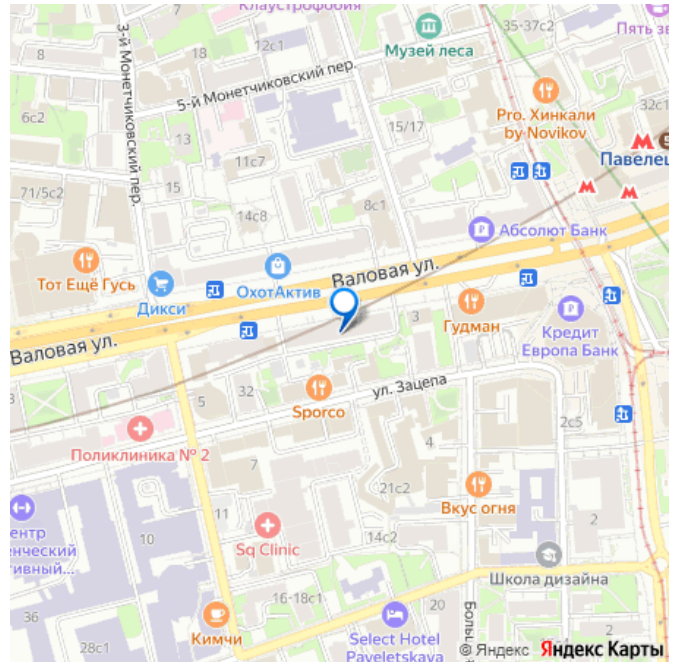 Клаустрофобия
18
12с1
Музей леса
35-37с2
Пять
3-й Монетчиковский пер.
5-й Монетчиковский пер.
Pro. Хинкали
by Novikov
32с1
6с2
13
15/17
11с7
Павелец
15
71/5с2
14с8
8с1
Абсолют Банк
Тот Ещё Гусь
Дикси
ОхотАктив
Валовая ул.
Гудман
3
Кредит
Европа Банк
Валовая ул.
3
5
32
Sporco
ул. Зацепа
2с5
Поликлиника № 2
7
4
21с2
Вкус огня
11
10
Sq Clinic
14с2
2
Школа дизайна
36
28с1
Кимчи
16-18с1
20
Select Hotel
Paveletskaya
© Яндекс Яндекс Карты